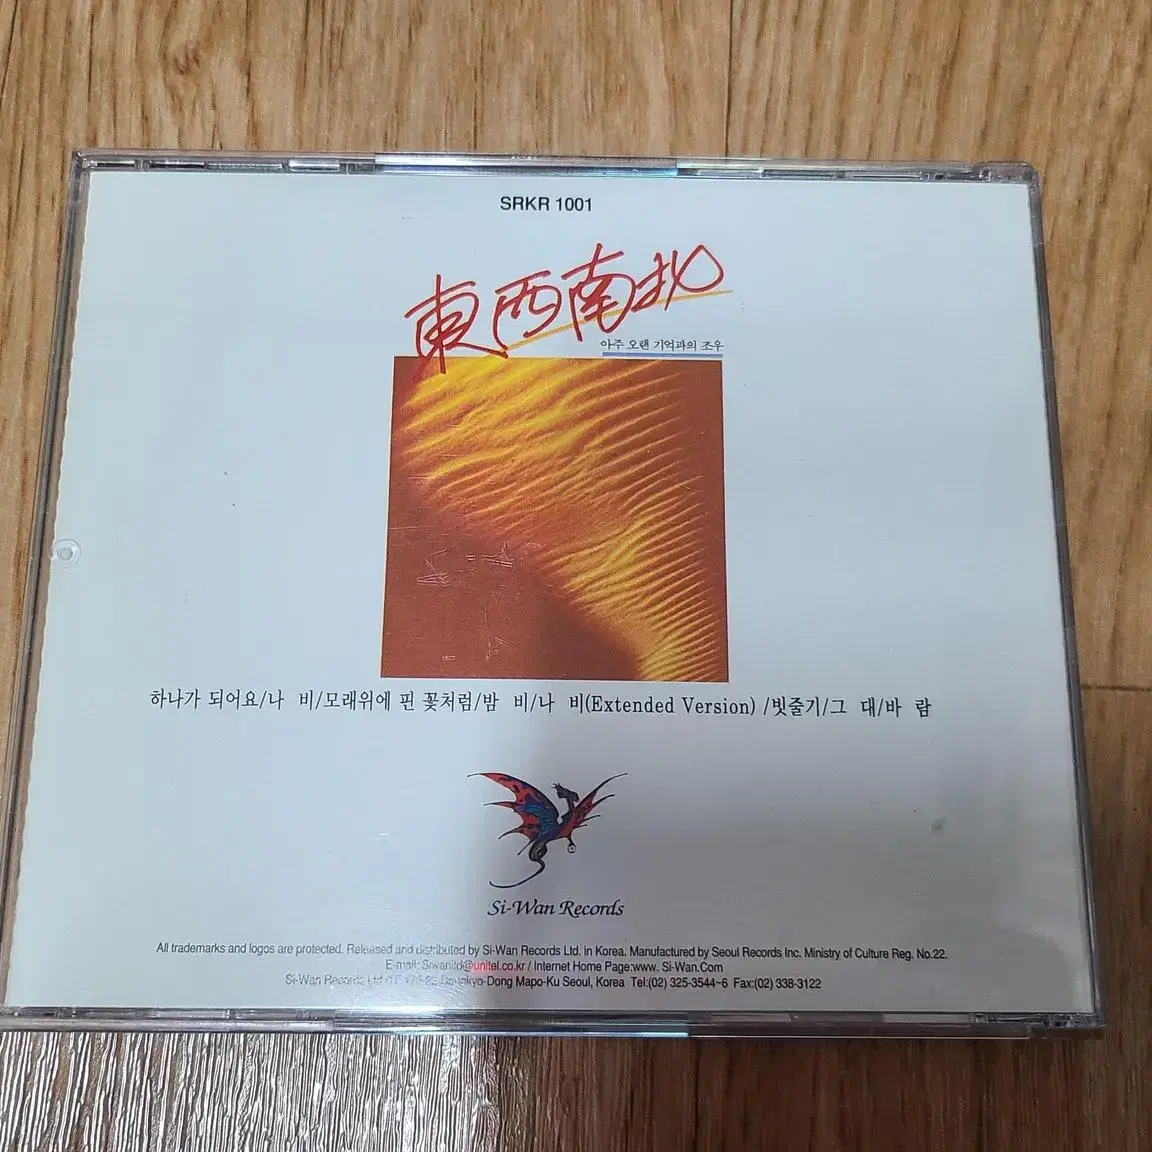 SRKR 1001
東西南北
아주 오랜 기억과의 조우
하나가 되어요/나 비/모래위에 핀 꽃처럼/밤 비/나 비(Extended Version) /빗줄기/그 대/바 람
Si-Wan Records
All trademarks and logos are protected. Released and distributed by Si-Wan Records Ltd. in Korea. Manufactured by Seoul Records Inc. Ministry of Culture Reg. No.22.
E-mail: Siwanltd@unitel.co.kr / Internet Home Page:www. Si-Wan.Com
Si-Wan Records Ltd Mapo-Ku Seoul, Korea Tel:(02) 325-3544~6 Fax:(02) 338-3122